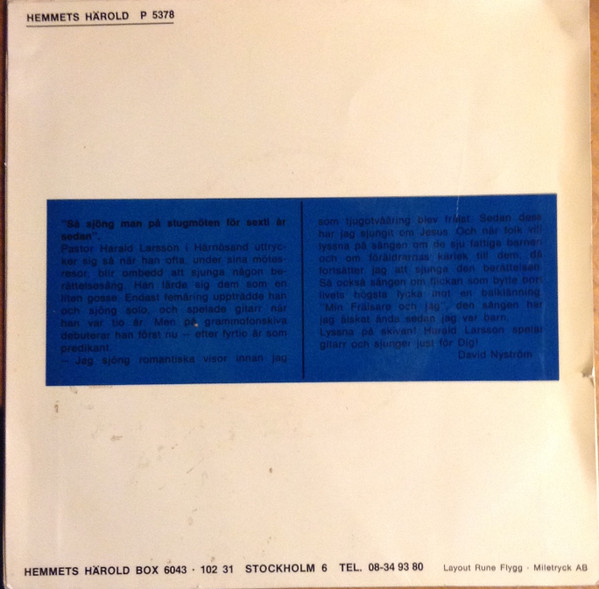 HEMMETS HÄROLD P 5378
"Så sjöng man på stugmöten för sexti år
sedan".
Pastor Harald Larsson i Härnösand uttryc-
ker sig så när han ofta, under sina mötes-
resor, blir ombedd att sjunga någon be-
rättelsesång. Han lärde sig dem som en
liten gosse. Endast femåring uppträdde han
och sjöng solo, och spelade gitarr när
han var tio år. Men på grammofonskiva
debuterar han först nu — efter fyrtio år som
predikant.
— Jag sjöng romantiska visor innan jag
som tjugotvååring blev frälst. Sedan dess
har jag sjungit om Jesus. Och när folk vill
lyssna på sången om de sju fattiga barnen
och om föräldrarnas kärlek till dem, då
fortsätter jag att sjunga den berättelsen.
Så också sången om flickan som bytte bort
livets högsta lycka mot en balklänning.
"Min Frälsare och jag", den sången har
jag älskat ända sedan jag var barn.
Lyssna på skivan! Harald Larsson spelar
gitarr och sjunger just för Dig!
David Nyström
HEMMETS HÄROLD BOX 6043 · 102 31 STOCKHOLM 6 TEL. 08-34 93 80
Layout Rune Flygg · Miletryck AB